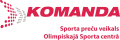 KOMANDA
Sporta preču veikals
Olimpiskajā Sporta centrā